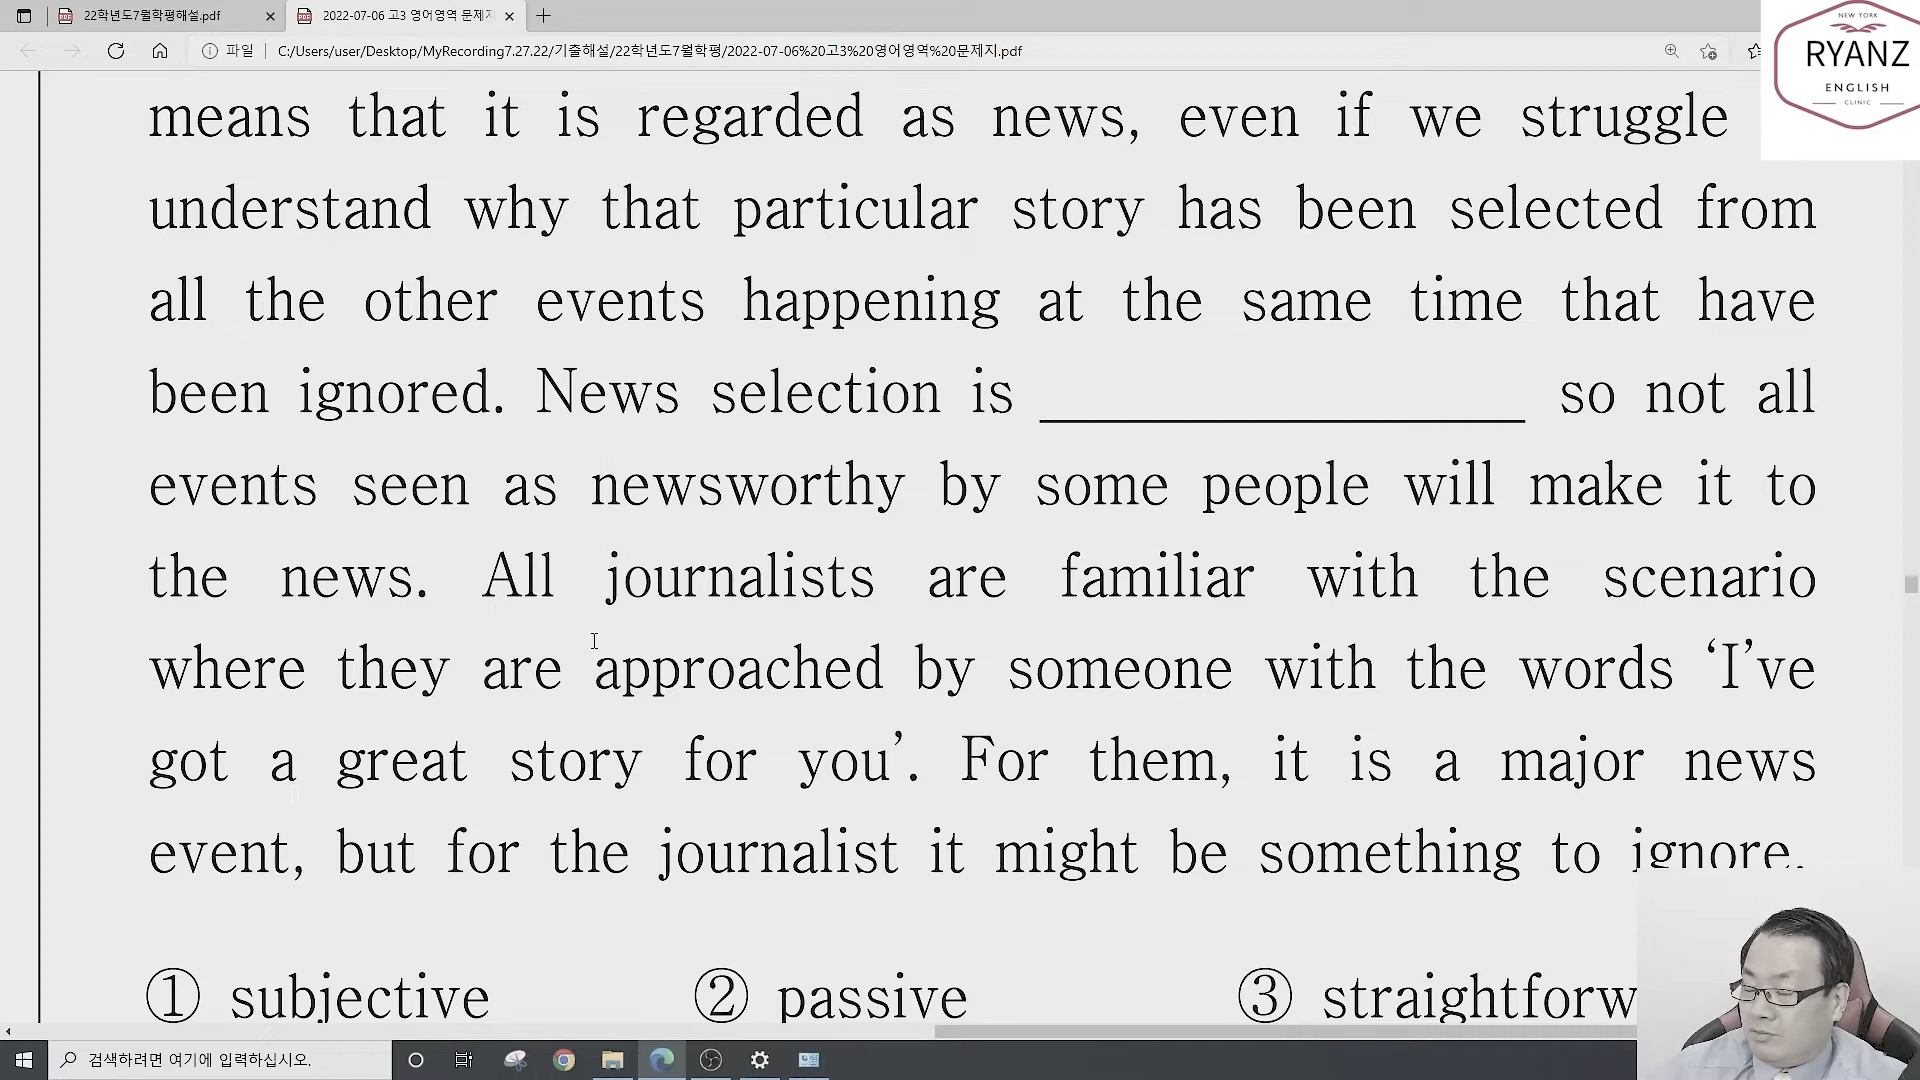 22학년도7월학평해설.pdf
2022-07-06 고3 영어영역 문제지
파일
C:/Users/user/Desktop/MyRecording7.27.22/기출해설/22학년도7월학평/2022-07-06%20고3%20영어영역%20문제지.pdf
NEW YORK
RYANZ
ENGLISH
CLINIC
means that it is regarded as news, even if we struggle
understand why that particular story has been selected from
all the other events happening at the same time that have
been ignored. News selection is ____________ so not all
events seen as newsworthy by some people will make it to
the news. All journalists are familiar with the scenario
where they are approached by someone with the words ‘I’ve
got a great story for you’. For them, it is a major news
event, but for the journalist it might be something to ignore.
① subjective ② passive ③ straightforw
검색하려면 여기에 입력하십시오.